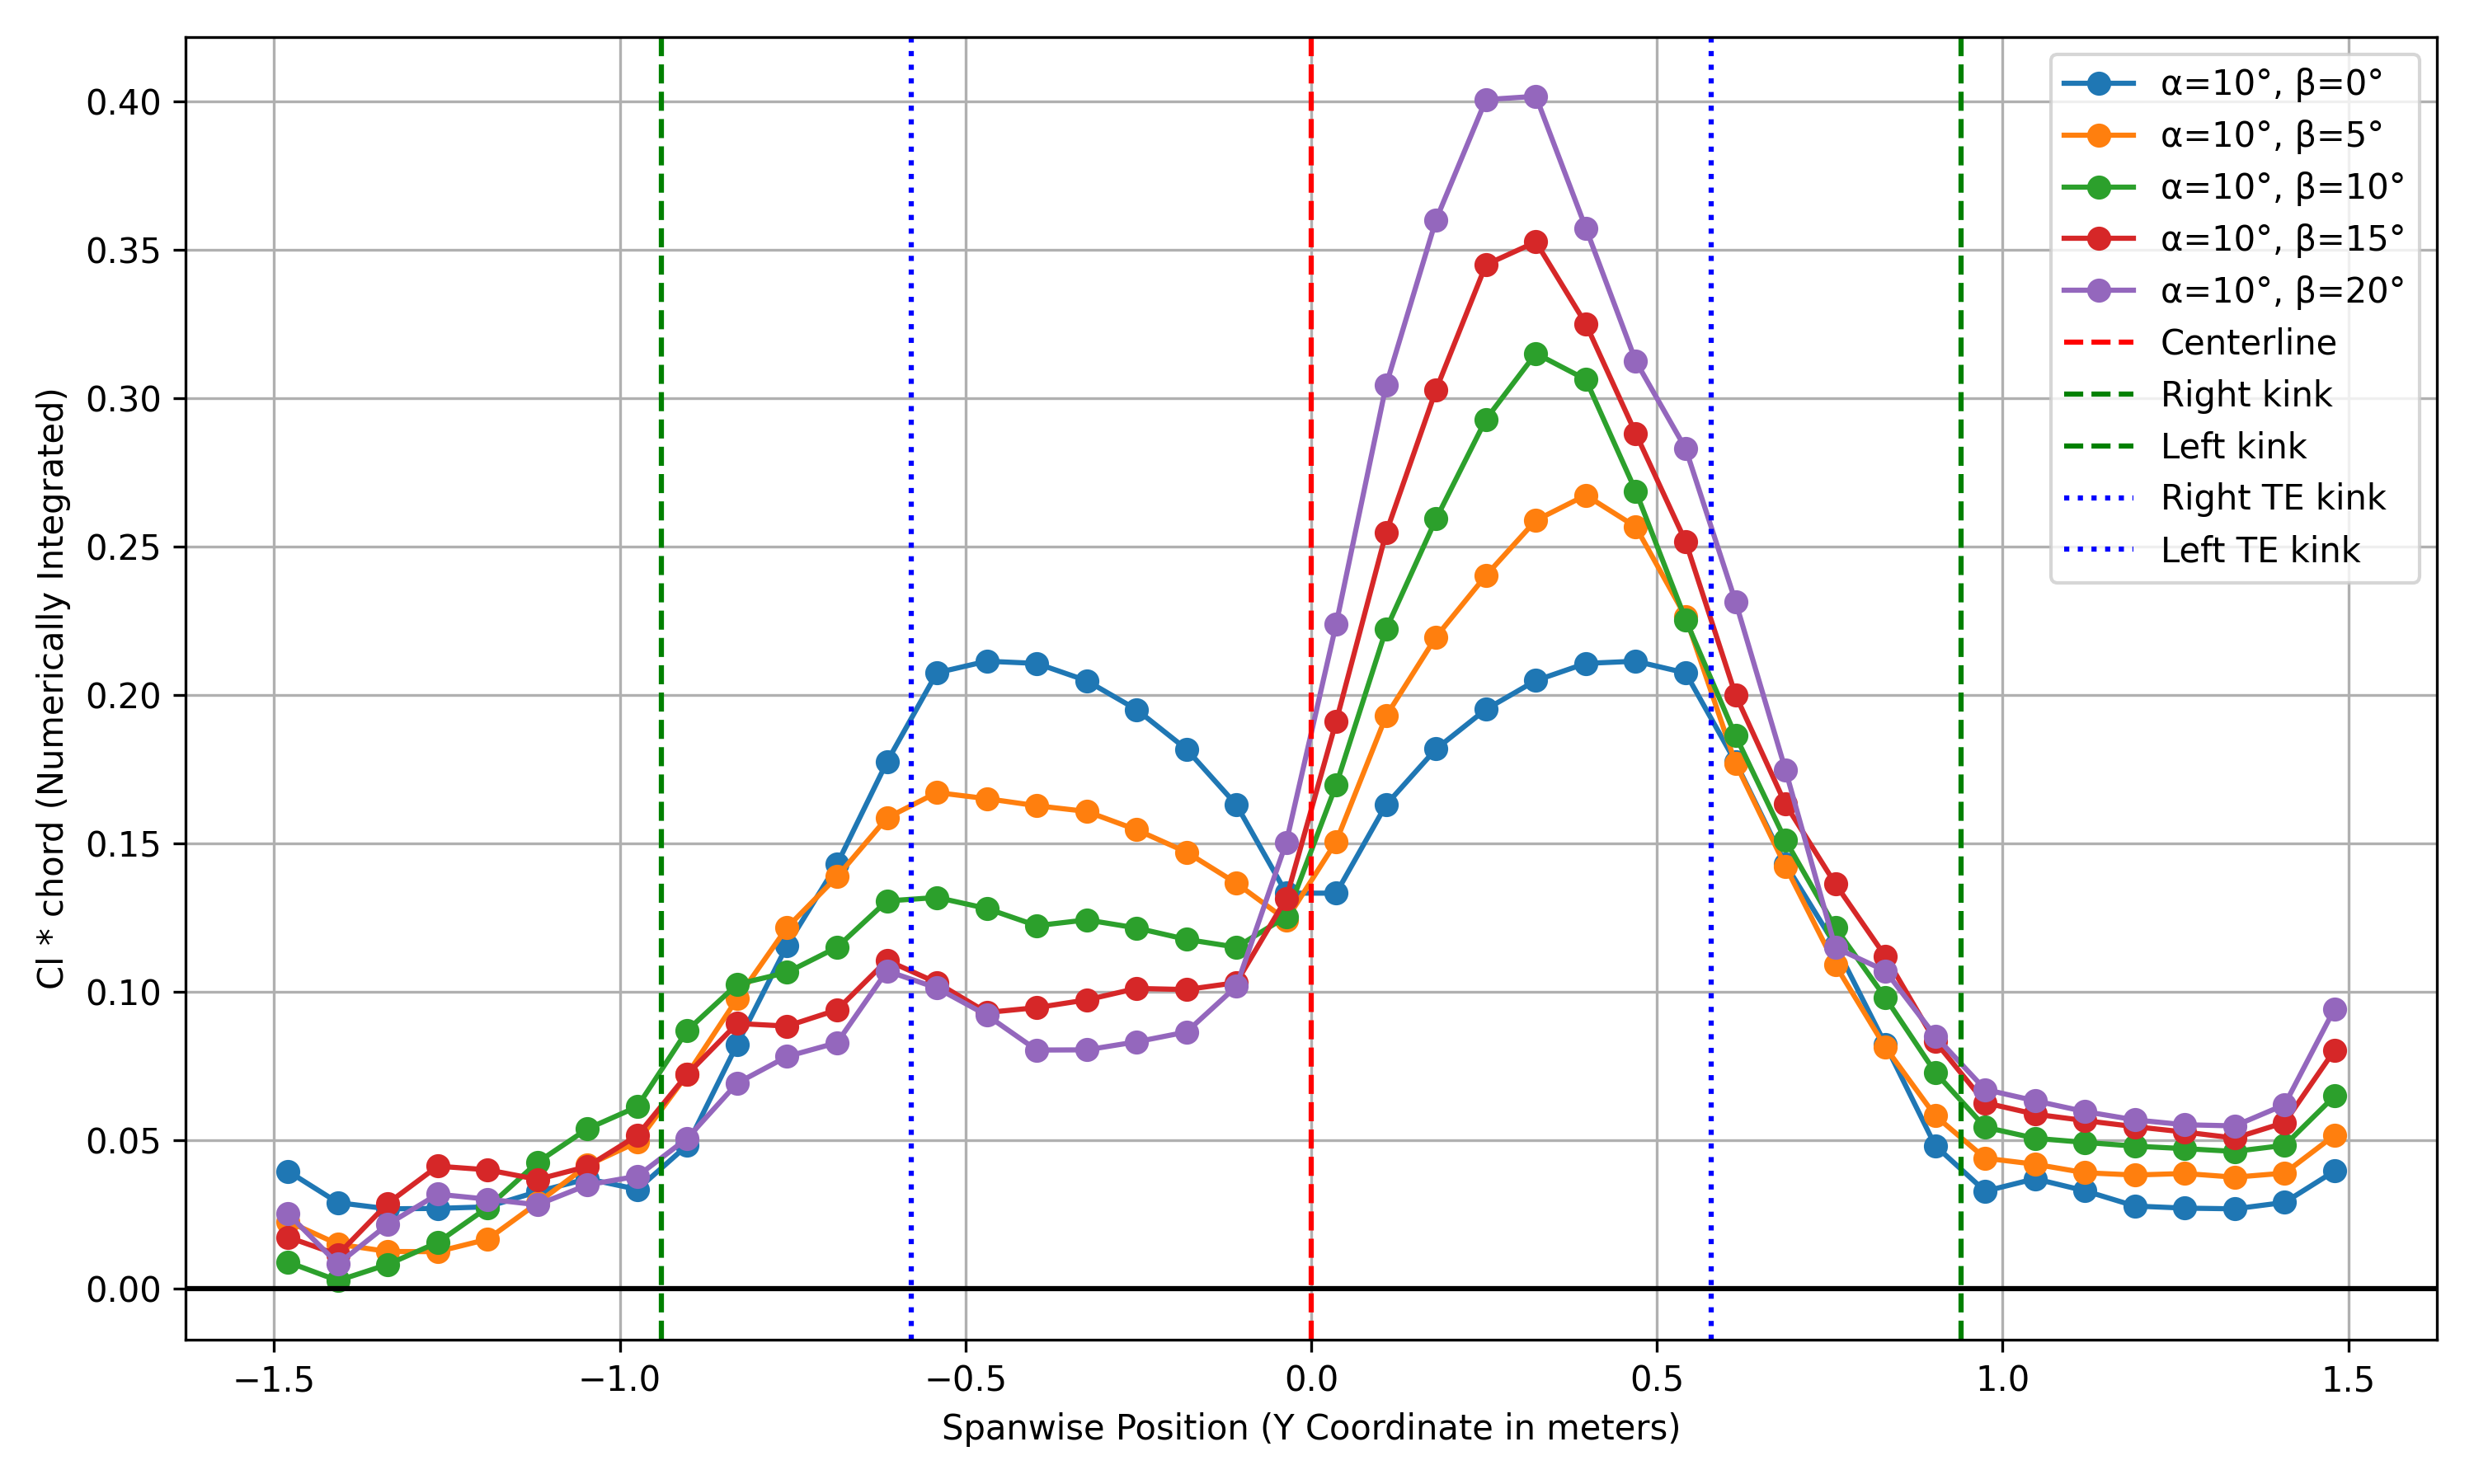 0.40
0.35
0.30
0.25
0.20
0.15
0.10
0.05
0.00
Cl * chord (Numerically Integrated)
α=10°, β=0°
α=10°, β=5°
α=10°, β=10°
α=10°, β=15°
α=10°, β=20°
Centerline
Right kink
Left kink
Right TE kink
Left TE kink
−1.5 −1.0 −0.5 0.0 0.5 1.0 1.5
Spanwise Position (Y Coordinate in meters)